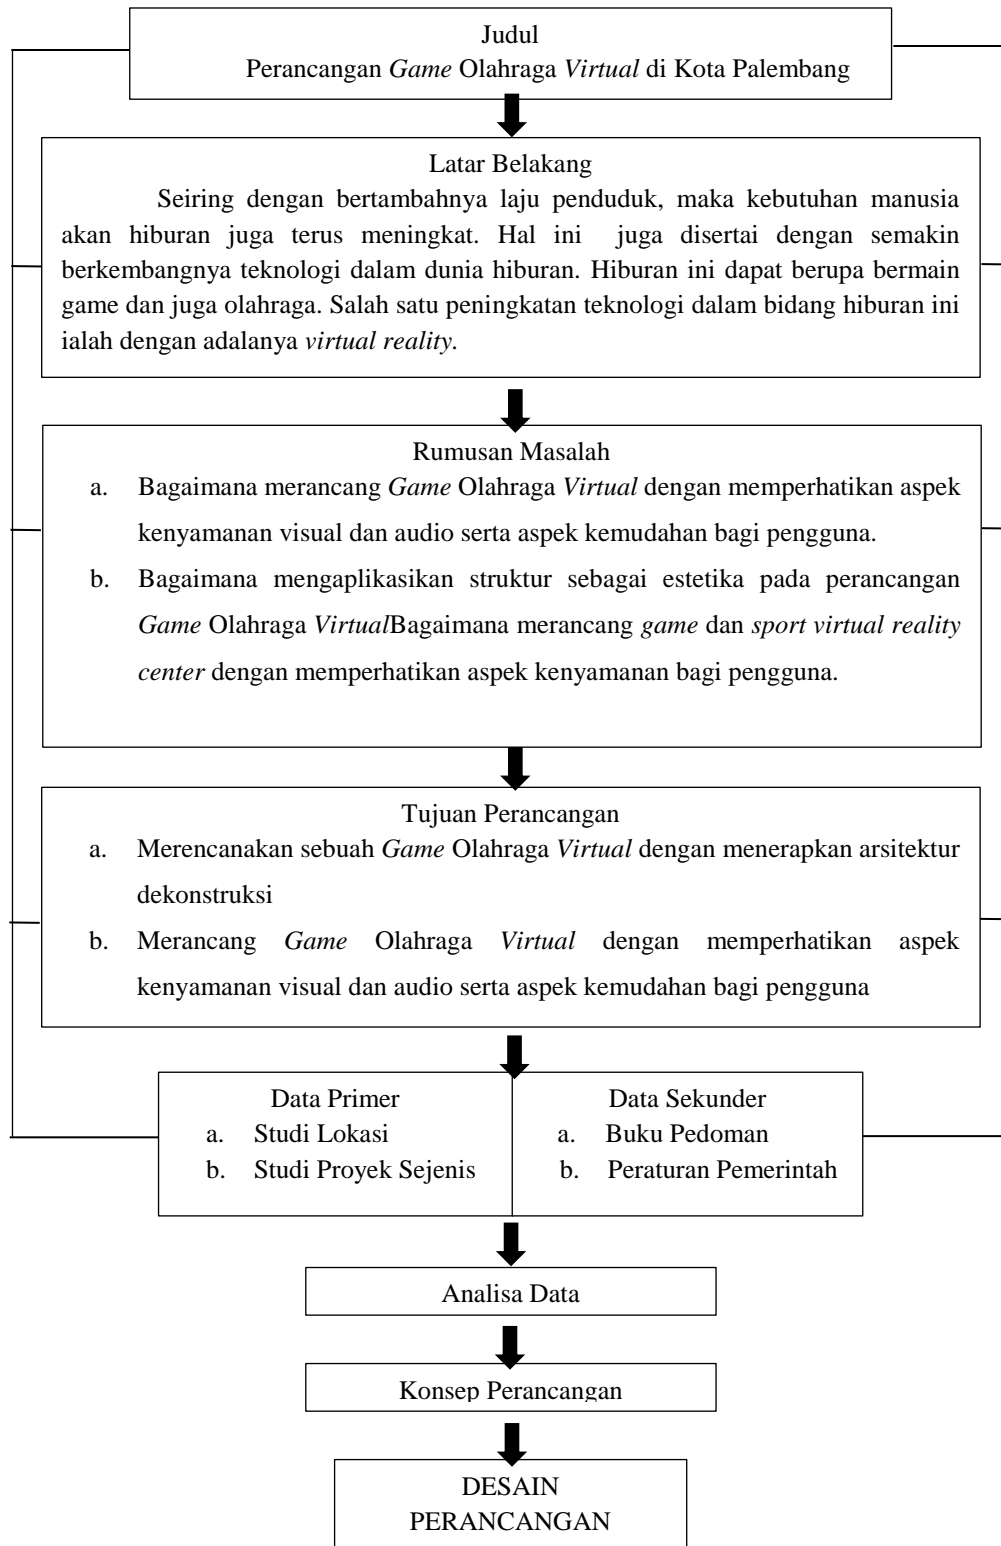 Judul
Perancangan Game Olahraga Virtual di Kota Palembang
Latar Belakang
Seiring dengan bertambahnya laju penduduk, maka kebutuhan manusia
akan hiburan juga terus meningkat. Hal ini juga disertai dengan semakin
berkembangnya teknologi dalam dunia hiburan. Hiburan ini dapat berupa bermain
game dan juga olahraga. Salah satu peningkatan teknologi dalam bidang hiburan ini
ialah dengan adalanya virtual reality.
Rumusan Masalah
a. Bagaimana merancang Game Olahraga Virtual dengan memperhatikan aspek
kenyamanan visual dan audio serta aspek kemudahan bagi pengguna.
b. Bagaimana mengaplikasikan struktur sebagai estetika pada perancangan
Game Olahraga VirtualBagaimana merancang game dan sport virtual reality
center dengan memperhatikan aspek kenyamanan bagi pengguna.
Tujuan Perancangan
a. Merencanakan sebuah Game Olahraga Virtual dengan menerapkan arsitektur
dekonstruksi
b. Merancang Game Olahraga Virtual dengan memperhatikan aspek
kenyamanan visual dan audio serta aspek kemudahan bagi pengguna
Data Primer
a. Studi Lokasi
b. Studi Proyek Sejenis
Data Sekunder
a. Buku Pedoman
b. Peraturan Pemerintah
Analisa Data
Konsep Perancangan
DESAIN
PERANCANGAN